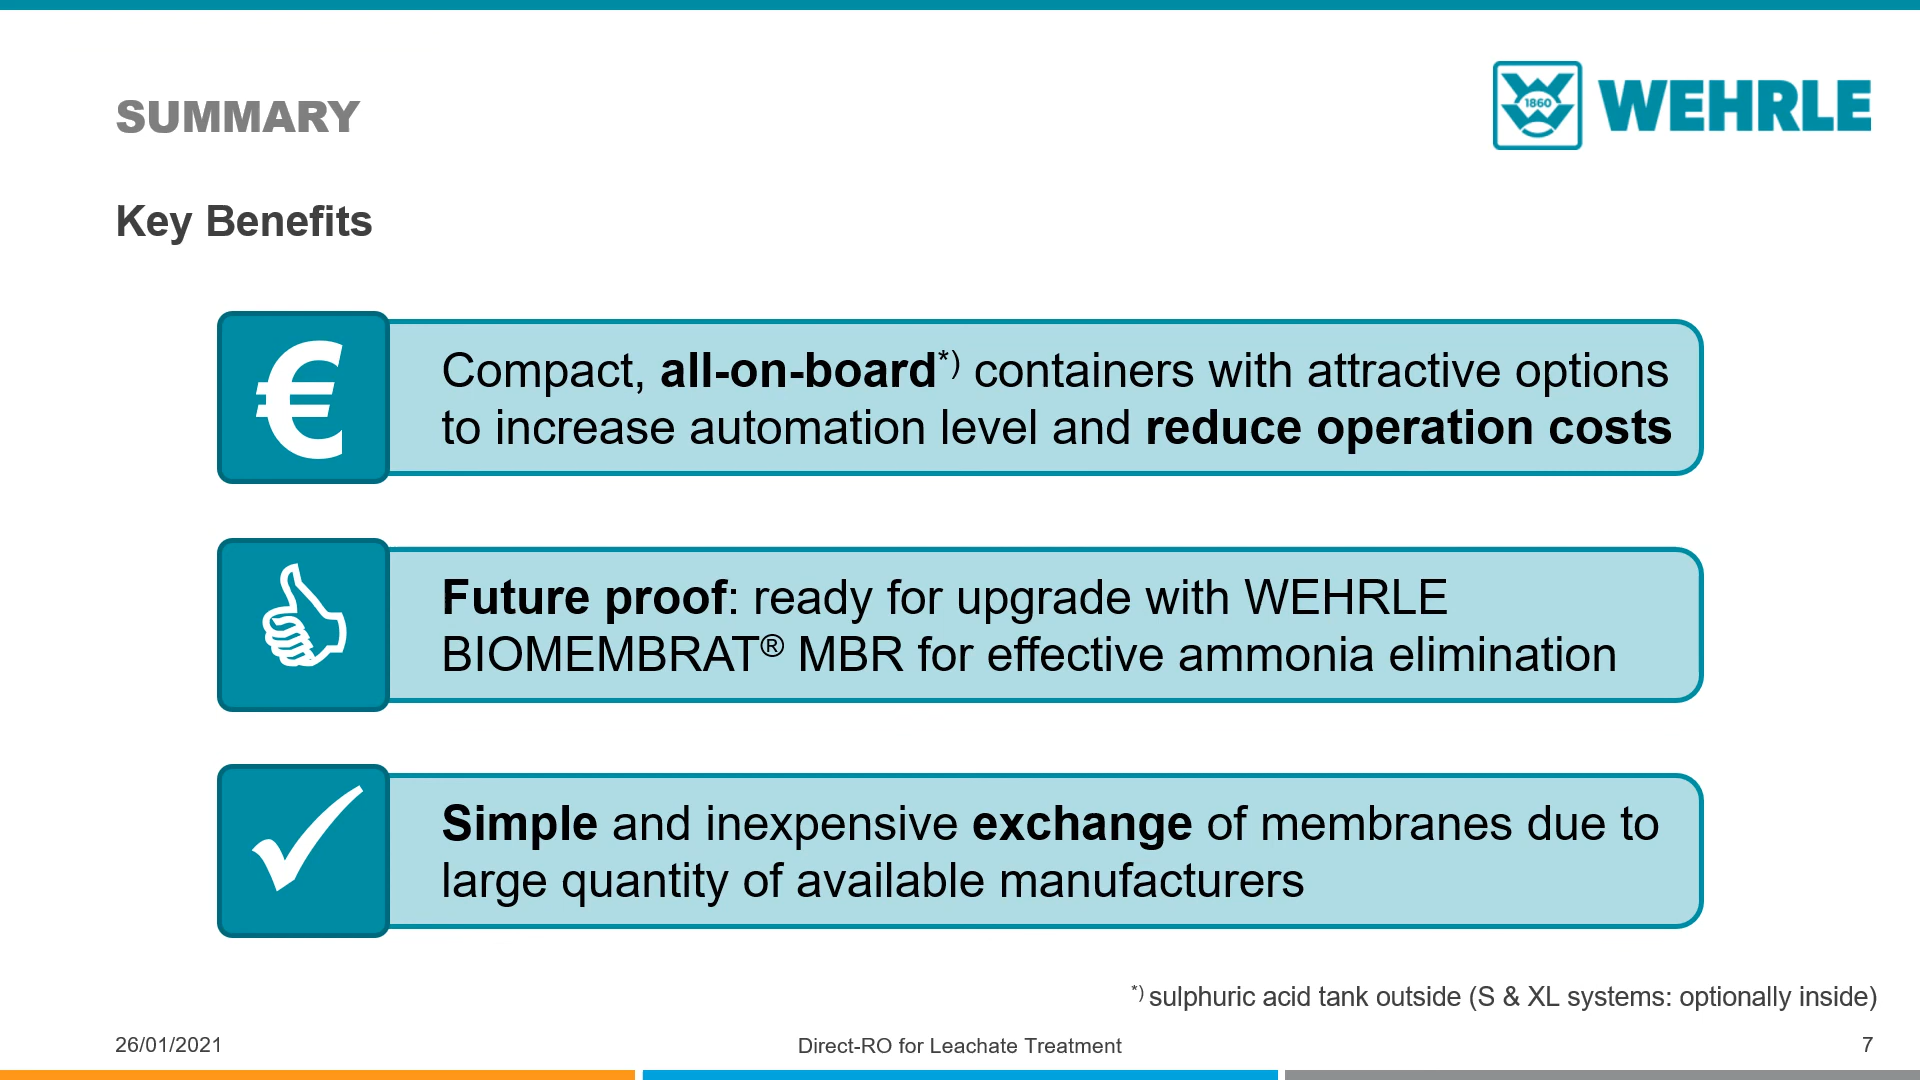 SUMMARY
1860
WEHRLE
Key Benefits
€
Compact, all-on-board*) containers with attractive options
to increase automation level and reduce operation costs
Future proof: ready for upgrade with WEHRLE
BIOMEMBRAT® MBR for effective ammonia elimination
Simple and inexpensive exchange of membranes due to
large quantity of available manufacturers
*) sulphuric acid tank outside (S & XL systems: optionally inside)
26/01/2021
Direct-RO for Leachate Treatment
7